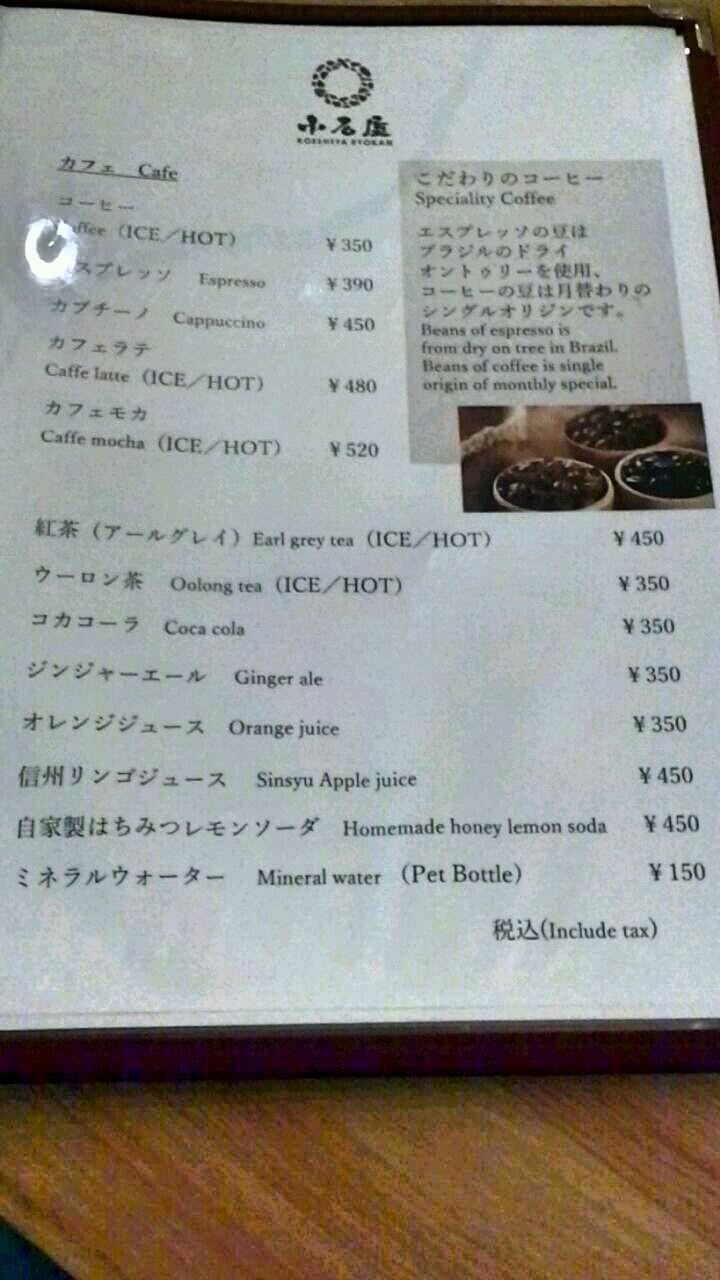 小石屋
KOISHIYA RYOKAN
カフェ Cafe
コーヒー
Coffee（ICE／HOT） ¥350
エスプレッソ Espresso ¥390
カプチーノ Cappuccino ¥450
カフェラテ
Caffe latte（ICE／HOT） ¥480
カフェモカ
Caffe mocha（ICE／HOT） ¥520
こだわりのコーヒー
Speciality Coffee
エスプレッソの豆は
ブラジルのドライ
オントゥリーを使用、
コーヒーの豆は月替わりの
シングルオリジンです。
Beans of espresso is
from dry on tree in Brazil.
Beans of coffee is single
origin of monthly special.
紅茶（アールグレイ）Earl grey tea（ICE／HOT） ¥450
ウーロン茶 Oolong tea（ICE／HOT） ¥350
コカコーラ Coca cola ¥350
ジンジャーエール Ginger ale ¥350
オレンジジュース Orange juice ¥350
信州リンゴジュース Sinsyu Apple juice ¥450
自家製はちみつレモンソーダ Homemade honey lemon soda ¥450
ミネラルウォーター Mineral water （Pet Bottle） ¥150
税込(Include tax)